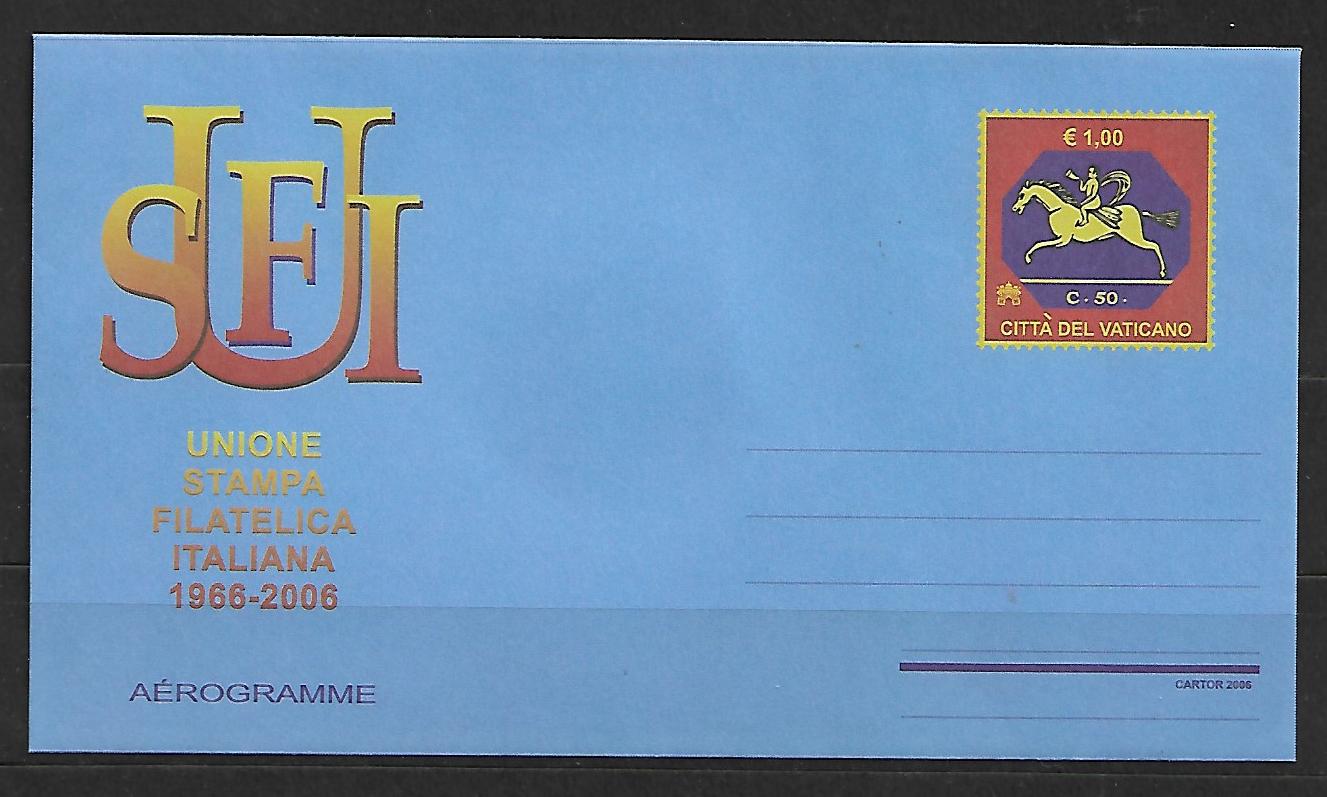 USFI
UNIONE
STAMPA
FILATELICA
ITALIANA
1966-2006
AÉROGRAMME
€ 1,00
C. 50.
CITTÀ DEL VATICANO
CARTOR 2006